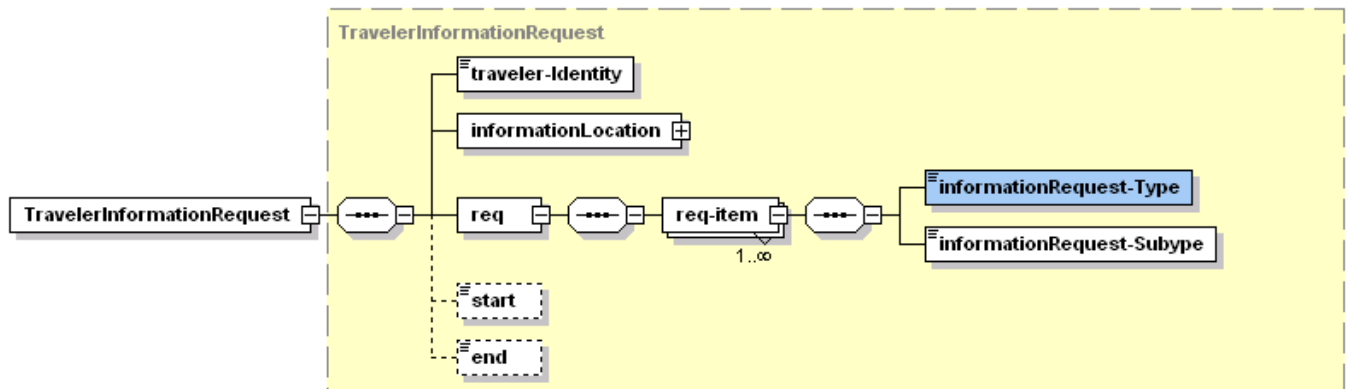 TravelerInformationRequest
traveler-Identity
informationLocation
TravelerInformationRequest
req
req-item
1..∞
informationRequest-Type
informationRequest-Subype
start
end